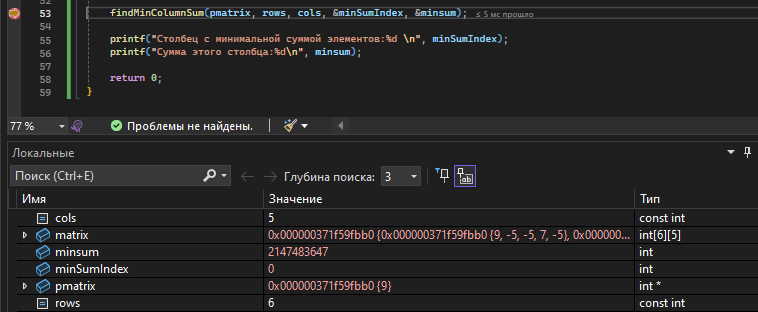 52
53 findMinColumnSum(pmatrix, rows, cols, &minSumIndex, &minsum); ≤ 5 мс прошло
54
55 printf("Столбец с минимальной суммой элементов:%d \n", minSumIndex);
56 printf("Сумма этого столбца:%d\n", minsum);
57
58 return 0;
59 }
77 % Проблемы не найдены.
Локальные
Поиск (Ctrl+E) Глубина поиска: 3
Имя Значение Тип
cols 5 const int
matrix 0x000000371f59fbb0 {0x000000371f59fbb0 {9, -5, -5, 7, -5}, 0x000000... int[6][5]
minsum 2147483647 int
minSumIndex 0 int
pmatrix 0x000000371f59fbb0 {9} int *
rows 6 const int